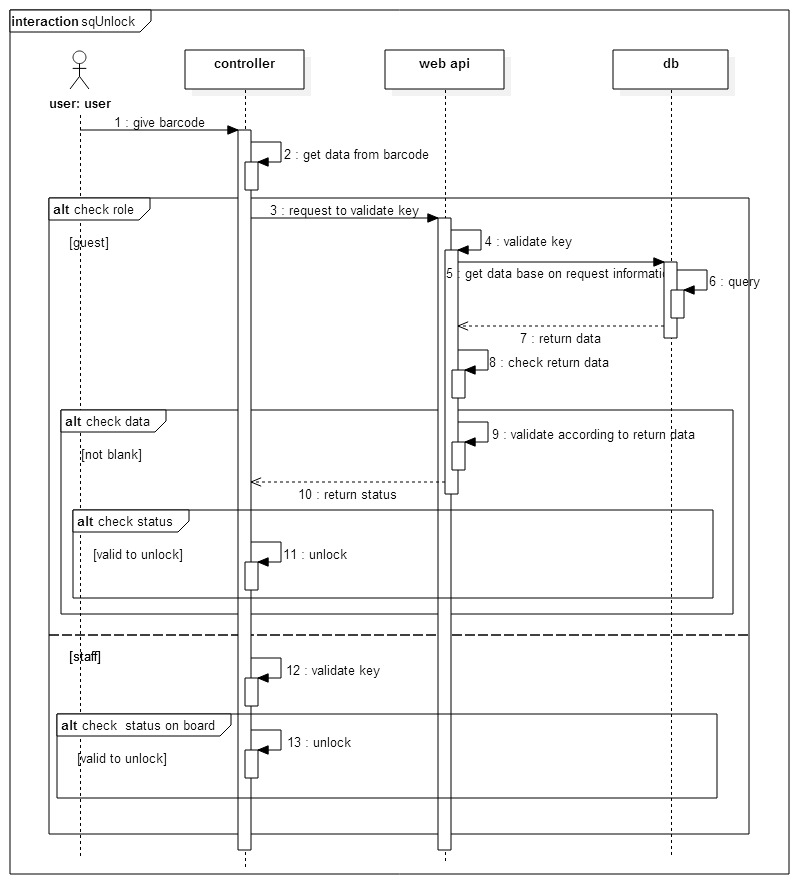 interaction sqUnlock
controller
web api
db
user: user
1 : give barcode
2 : get data from barcode
alt check role
3 : request to validate key
[guest]
4 : validate key
5 : get data base on request informati
6 : query
7 : return data
8 : check return data
alt check data
9 : validate according to return data
[not blank]
10 : return status
alt check status
[valid to unlock]
11 : unlock
[staff]
12 : validate key
alt check  status on board
13 : unlock
[valid to unlock]